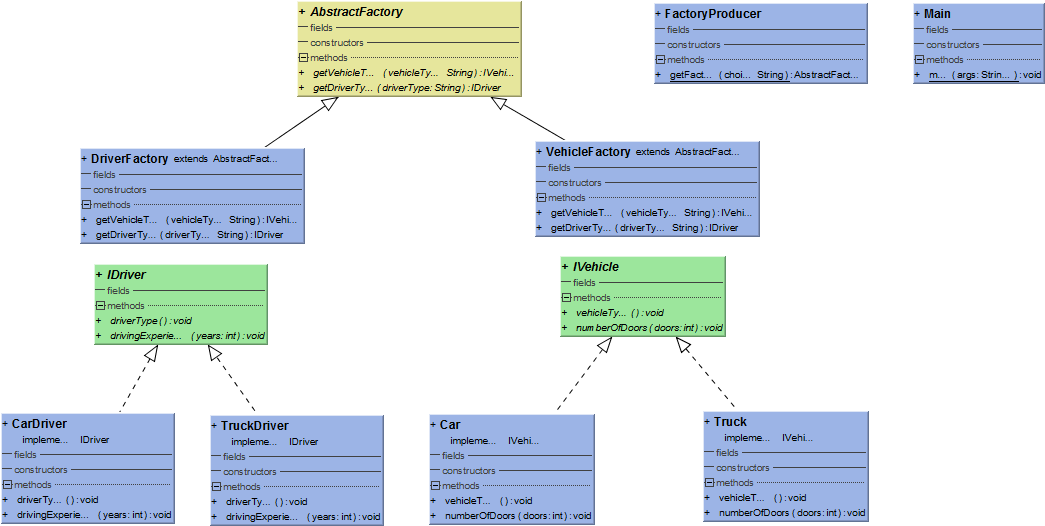 + AbstractFactory
fields
constructors
methods
+ getVehicleT... (vehicleTy... String):IVehi...
+ getDriverTy... (driverType:String):IDriver
+ FactoryProducer
fields
constructors
methods
+ getFact... (choi... String):AbstractFact...
+ Main
fields
constructors
methods
+ m... (args:Strin... ):void
+ DriverFactory extends AbstractFact...
fields
constructors
methods
+ getVehicleT... (vehicleTy... String):IVehi...
+ getDriverTy... (driverTy... String):IDriver
+ VehicleFactory extends AbstractFact...
fields
constructors
methods
+ getVehicleT... (vehicleTy... String):IVehi...
+ getDriverTy... (driverTy... String):IDriver
+ IDriver
fields
methods
+ driverType():void
+ drivingExperie... (years:int):void
+ IVehicle
fields
methods
+ vehicleTy... ():void
+ numberOfDoors(doors:int):void
+ CarDriver
impleme... IDriver
fields
constructors
methods
+ driverTy... ():void
+ drivingExperie... (years:int):void
+ TruckDriver
impleme... IDriver
fields
constructors
methods
+ driverTy... ():void
+ drivingExperie... (years:int):void
+ Car
impleme... IVehi...
fields
constructors
methods
+ vehicleT... ():void
+ numberOfDoors(doors:int):void
+ Truck
impleme... IVehi...
fields
constructors
methods
+ vehicleT... ():void
+ numberOfDoors(doors:int):void